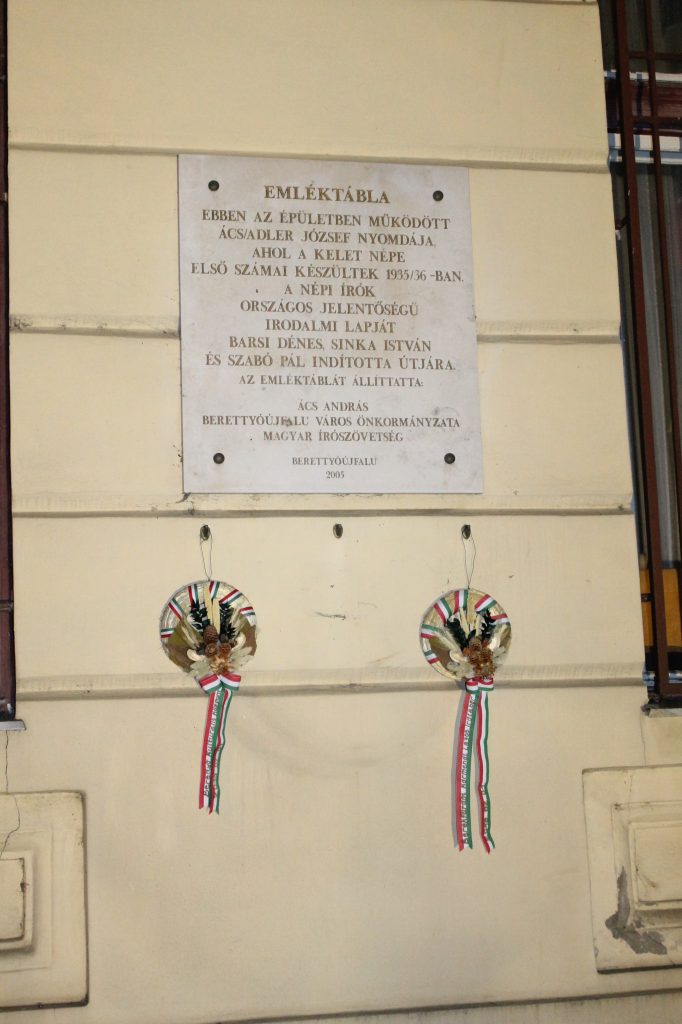 EMLÉKTÁBLA
EBBEN AZ ÉPÜLETBEN MŰKÖDÖTT
ÁCS/ADLER JÓZSEF NYOMDÁJA,
AHOL A KELET NÉPE
ELSŐ SZÁMAI KÉSZÜLTEK 1935/36-BAN.
A NÉPI ÍRÓK
ORSZÁGOS JELENTŐSÉGŰ
IRODALMI LAPJÁT
BARSI DÉNES, SINKA ISTVÁN
ÉS SZABÓ PÁL INDÍTOTTA ÚTJÁRA.
AZ EMLÉKTÁBLÁT ÁLLÍTTATTA:
ÁCS ANDRÁS
BERETTYÓÚJFALU VÁROS ÖNKORMÁNYZATA
MAGYAR ÍRÓSZÖVETSÉG
BERETTYÓÚJFALU
2005